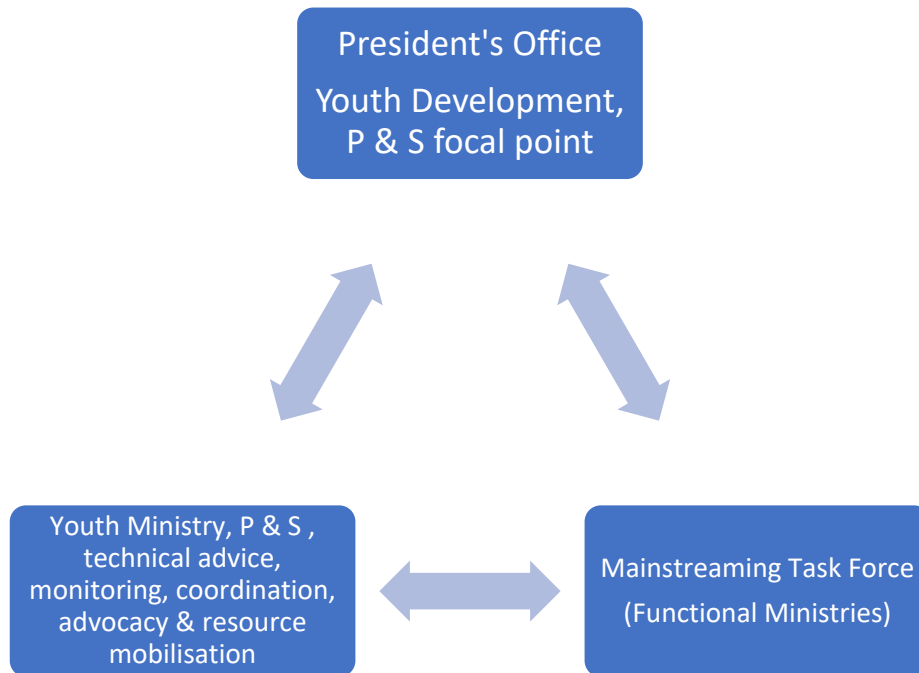 President's Office
Youth Development,
P & S focal point
Youth Ministry, P & S ,
technical advice,
monitoring, coordination,
advocacy & resource
mobilisation
Mainstreaming Task Force
(Functional Ministries)